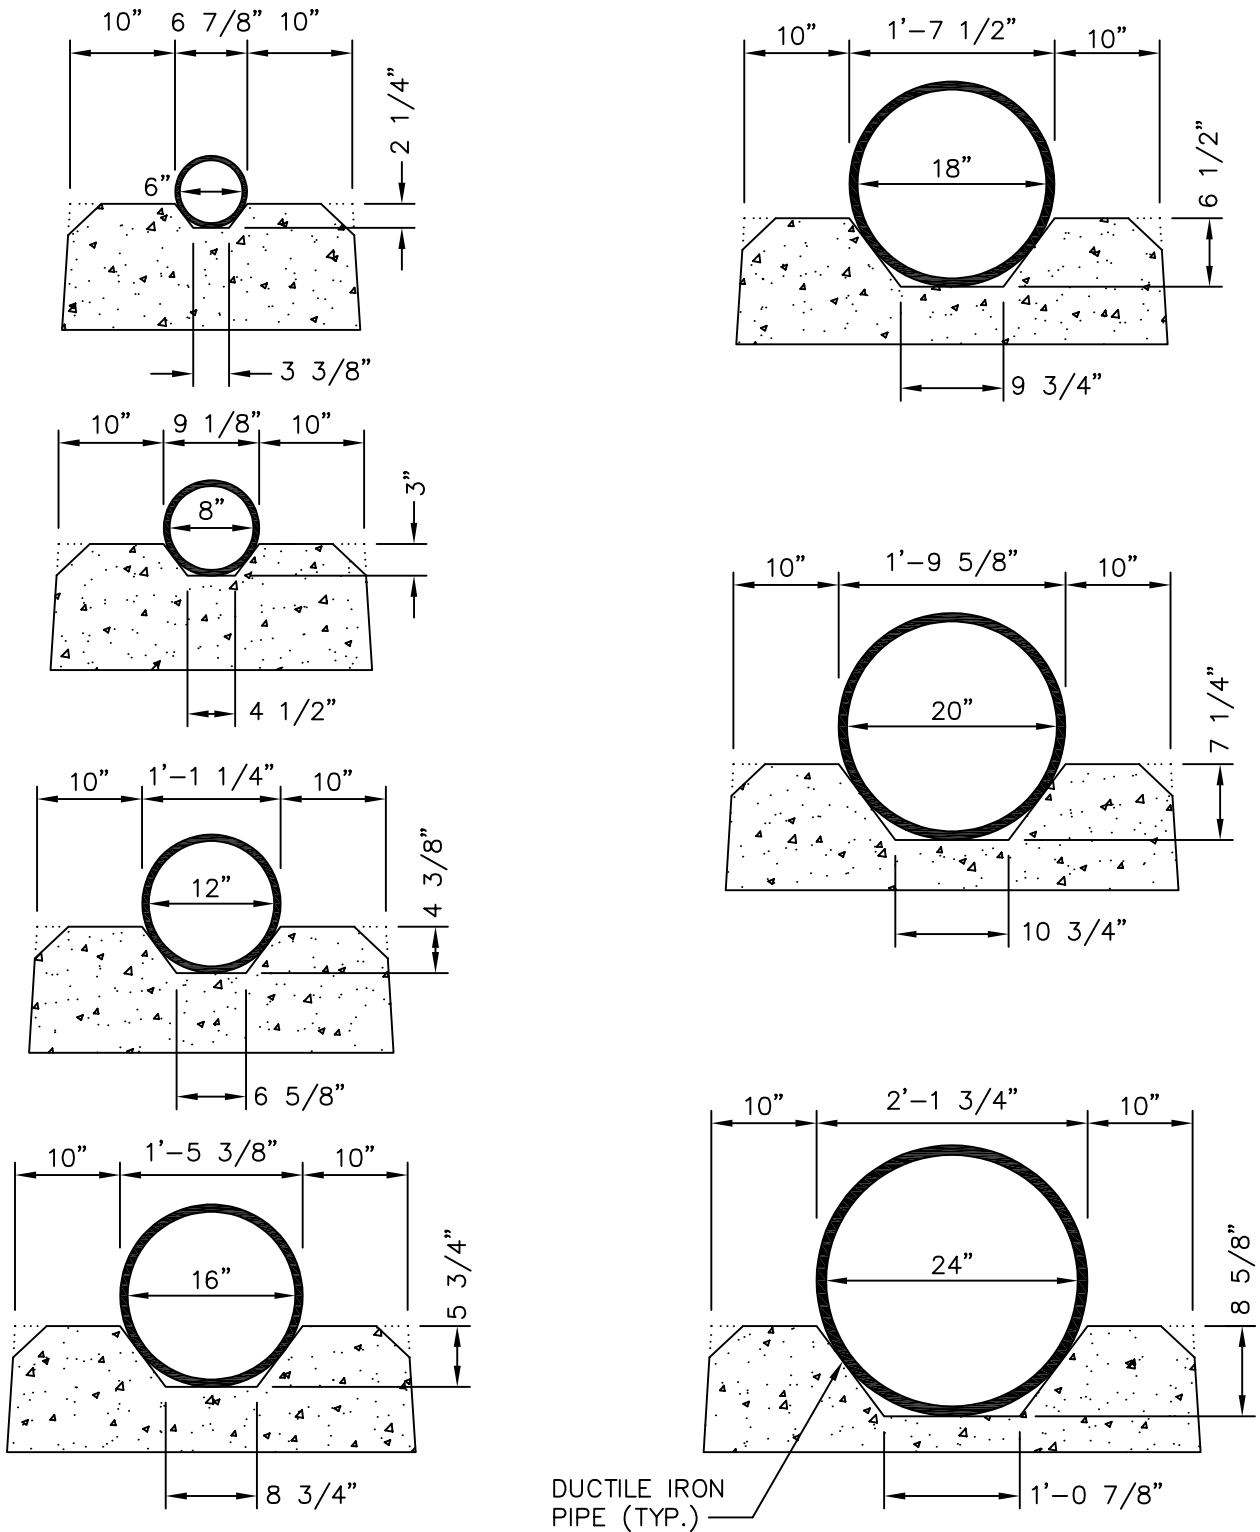 10” 6 7/8” 10”
2 1/4”
6”
3 3/8”
10” 9 1/8” 10”
3”
8”
4 1/2”
10” 1’–1 1/4” 10”
4 3/8”
12”
6 5/8”
10” 1’–5 3/8” 10”
5 3/4”
16”
8 3/4”
10” 1’–7 1/2” 10”
6 1/2”
18”
9 3/4”
10” 1’–9 5/8” 10”
7 1/4”
20”
10 3/4”
10” 2’–1 3/4” 10”
8 5/8”
24”
1’–0 7/8”
DUCTILE IRON
PIPE (TYP.)